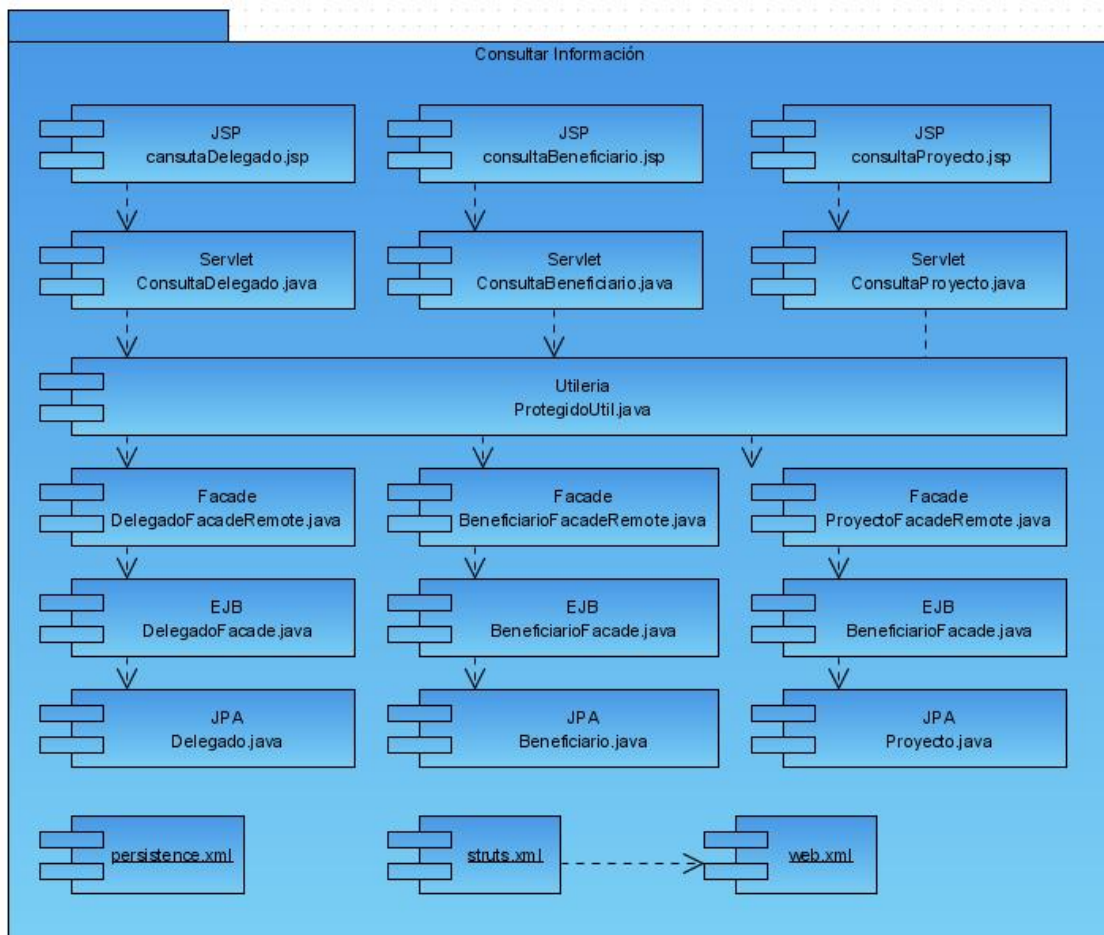 Consultar Información
JSP
cansutaDelegado.jsp
JSP
consultaBeneficiario.jsp
JSP
consultaProyecto.jsp
Servlet
ConsultaDelegado.java
Servlet
ConsultaBeneficiario.java
Servlet
ConsultaProyecto.java
Utileria
ProtegidoUtil.java
Facade
DelegadoFacadeRemote.java
Facade
BeneficiarioFacadeRemote.java
Facade
ProyectoFacadeRemote.java
EJB
DelegadoFacade.java
EJB
BeneficiarioFacade.java
EJB
BeneficiarioFacade.java
JPA
Delegado.java
JPA
Beneficiario.java
JPA
Proyecto.java
persistence.xml
struts.xml
web.xml